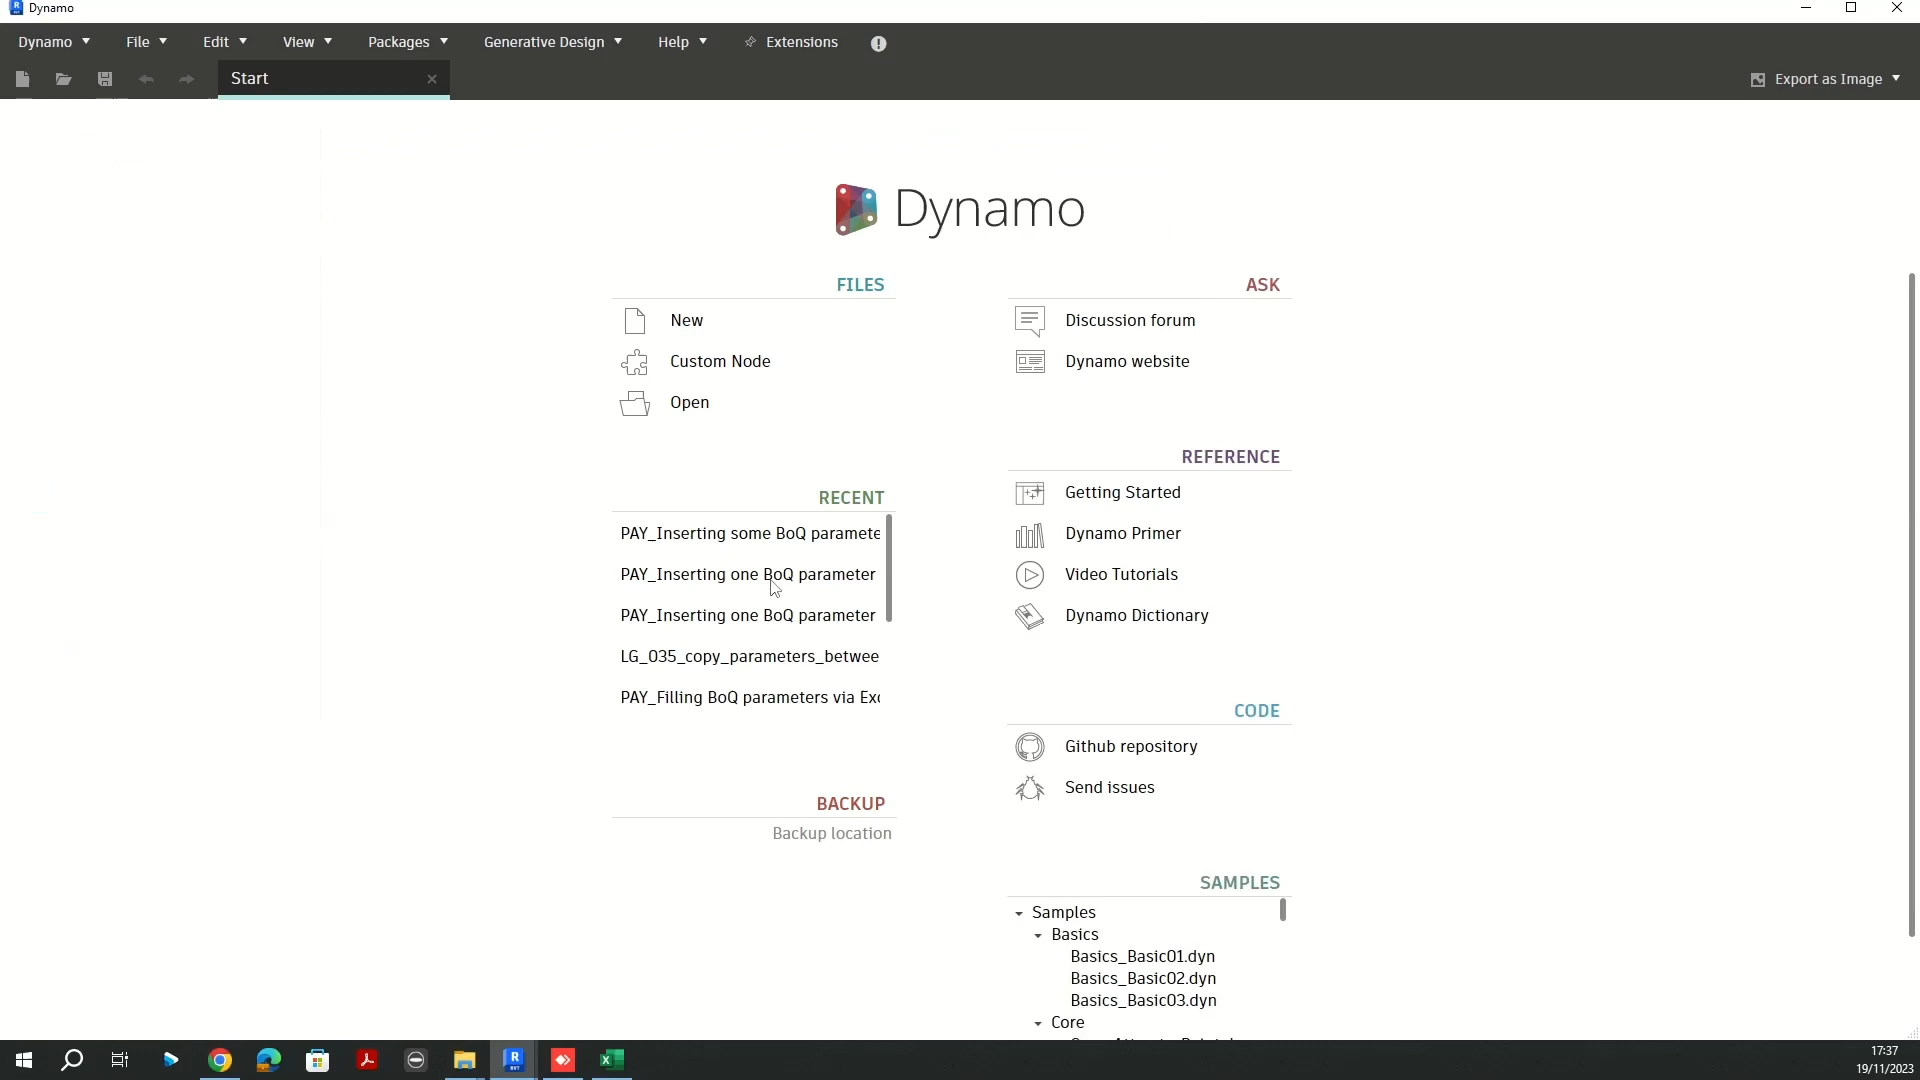 Dynamo
Dynamo File Edit View Packages Generative Design Help Extensions
Start Export as Image
Dynamo
FILES
New
Custom Node
Open
RECENT
PAY_Inserting some BoQ paramete
PAY_Inserting one BoQ parameter
PAY_Inserting one BoQ parameter
LG_035_copy_parameters_betwee
PAY_Filling BoQ parameters via Exc
BACKUP
Backup location
ASK
Discussion forum
Dynamo website
REFERENCE
Getting Started
Dynamo Primer
Video Tutorials
Dynamo Dictionary
CODE
Github repository
Send issues
SAMPLES
Samples
Basics
Basics_Basic01.dyn
Basics_Basic02.dyn
Basics_Basic03.dyn
Core
17:37
19/11/2023